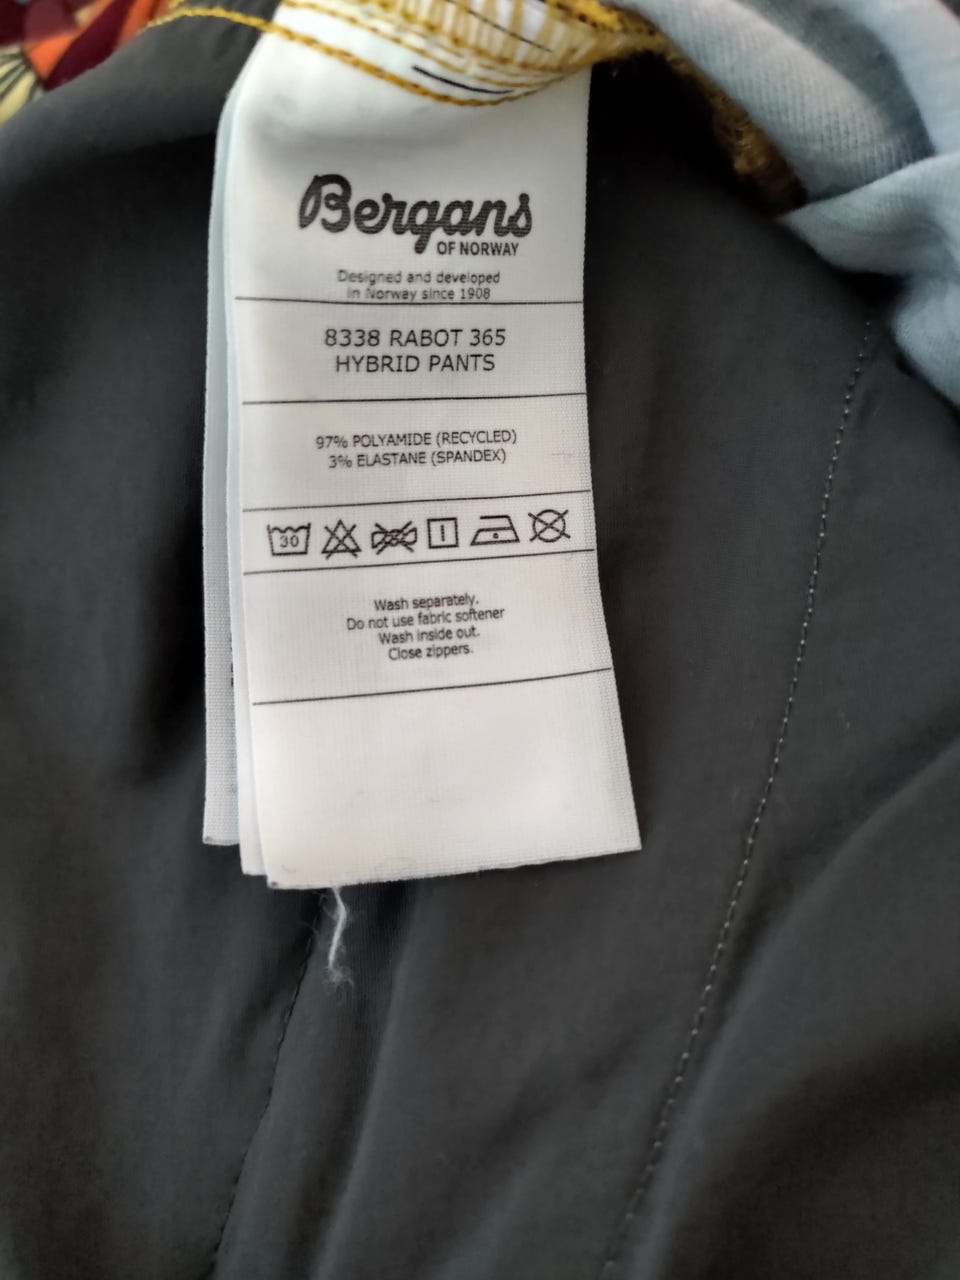 Bergans
OF NORWAY
Designed and developed
in Norway since 1908
8338 RABOT 365
HYBRID PANTS
97% POLYAMIDE (RECYCLED)
3% ELASTANE (SPANDEX)
30
Wash separately.
Do not use fabric softener
Wash inside out.
Close zippers.